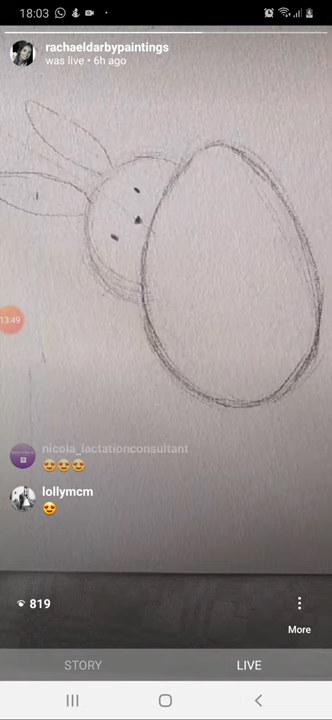 18:03
rachaeldarbypaintings
was live • 6h ago
13:49
nicola_lactationconsultant
😍😍😍
lollymcm
😍
819
More
STORY
LIVE